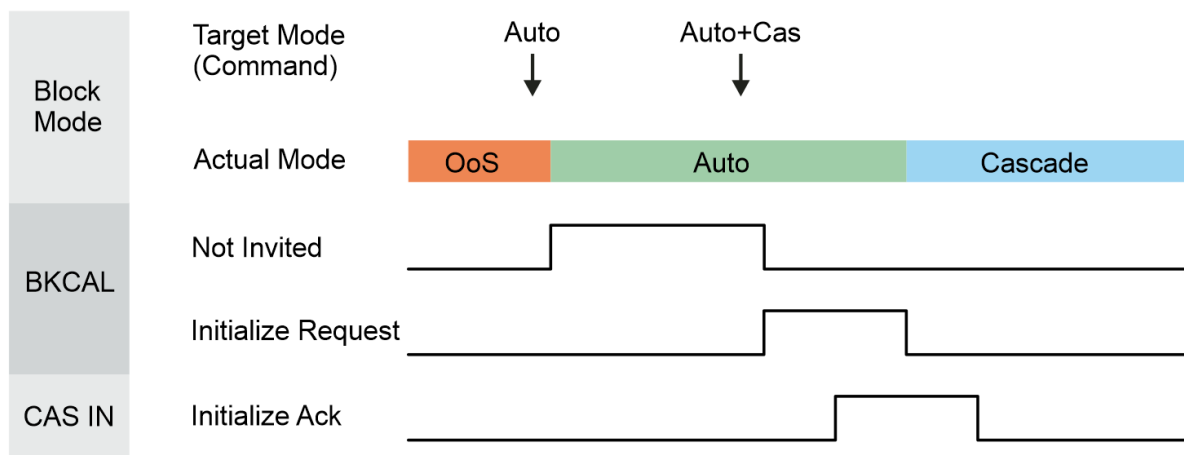 Target Mode
(Command)
Auto
Auto+Cas
Block
Mode
Actual Mode
OoS
Auto
Cascade
BKCAL
Not Invited
Initialize Request
CAS IN
Initialize Ack